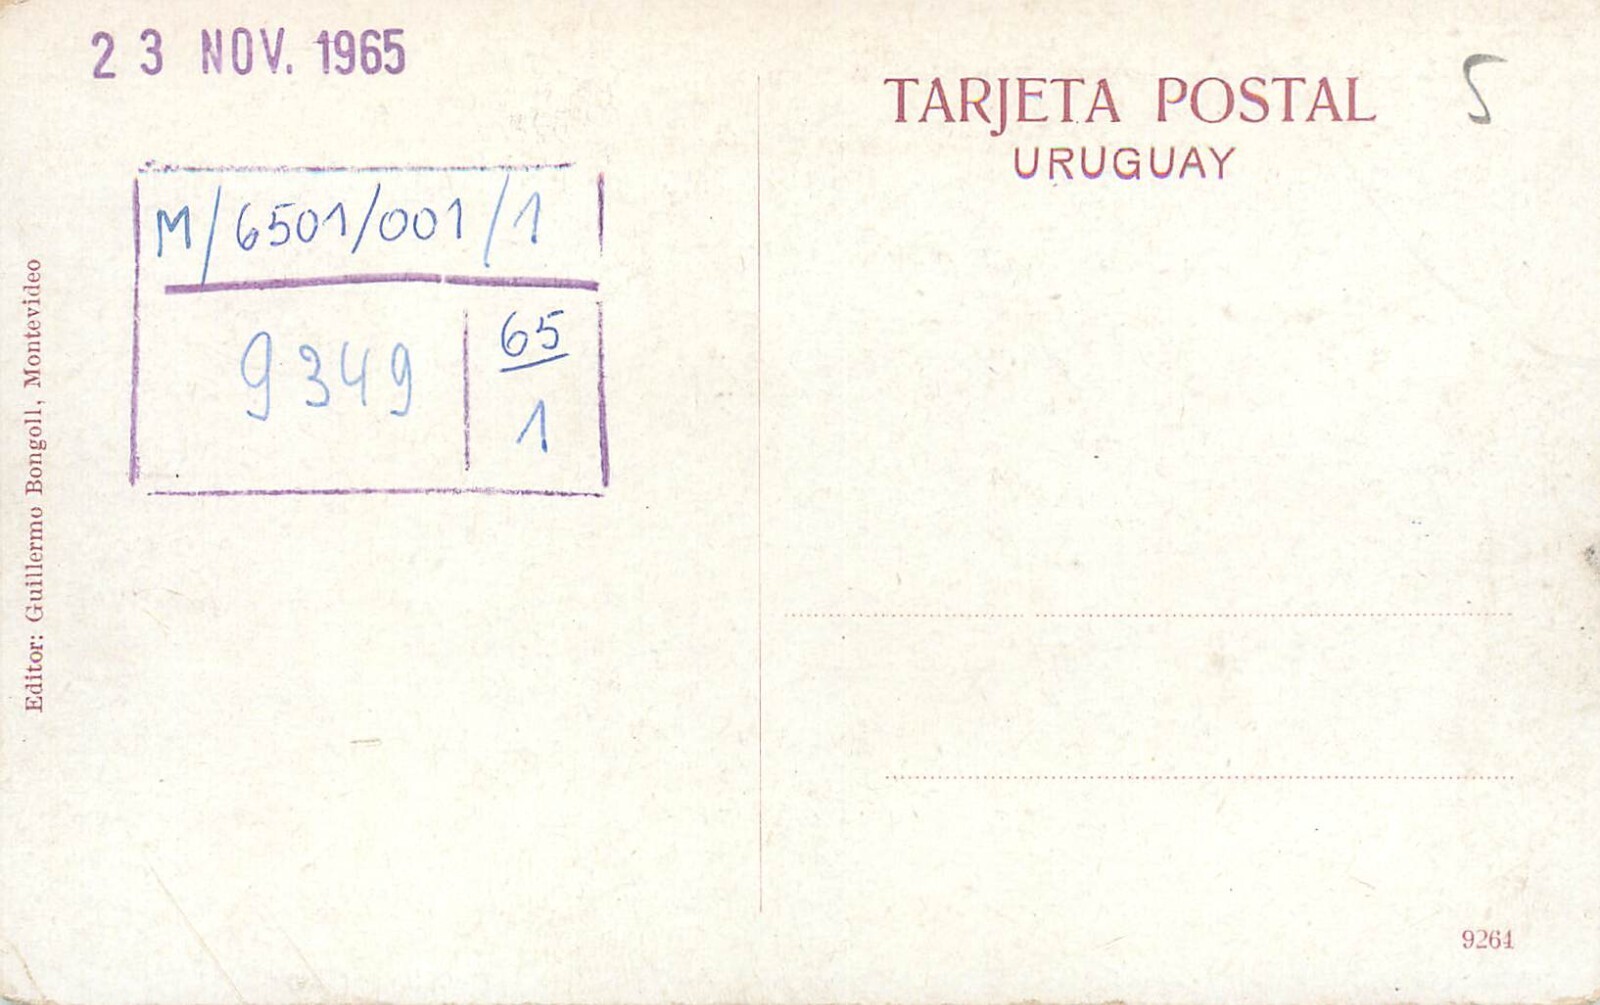 23 NOV. 1965
TARJETA POSTAL
URUGUAY
5
M/6501/001/1
9349
65
1
Editor: Guillermo Bongoll, Montevideo
9264